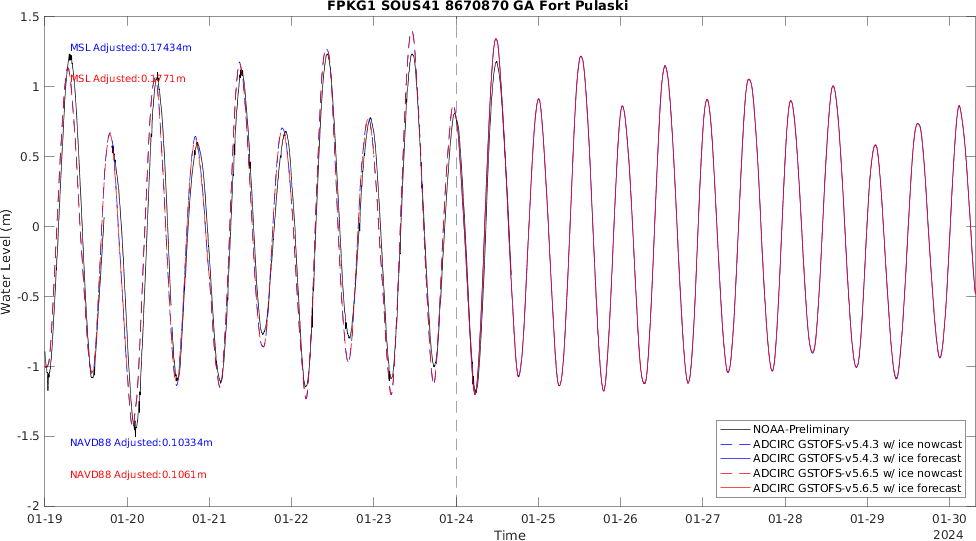 FPKG1 SOUS41 8670870 GA Fort Pulaski
1.5
1
0.5
0
-0.5
-1
-1.5
-2
Water Level (m)
MSL Adjusted:0.17434m
MSL Adjusted:0.1771m
NAVD88 Adjusted:0.10334m
NAVD88 Adjusted:0.1061m
NOAA-Preliminary
ADCIRC GSTOFS-v5.4.3 w/ ice nowcast
ADCIRC GSTOFS-v5.4.3 w/ ice forecast
ADCIRC GSTOFS-v5.6.5 w/ ice nowcast
ADCIRC GSTOFS-v5.6.5 w/ ice forecast
01-19 01-20 01-21 01-22 01-23 01-24 01-25 01-26 01-27 01-28 01-29 01-30
Time
2024